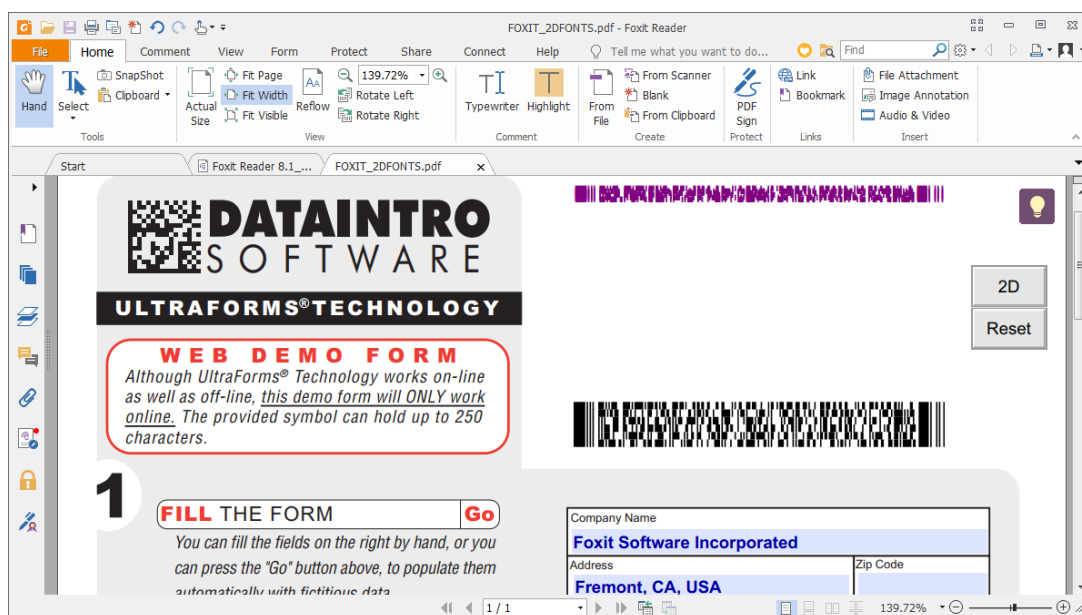 FOXIT_2DFONTS.pdf - Foxit Reader
File Home Comment View Form Protect Share Connect Help Tell me what you want to do... Find
Hand
Select
SnapShot
Clipboard
Tools
Actual Size
Fit Page
Fit Width
Fit Visible
Reflow
139.72%
Rotate Left
Rotate Right
View
Typewriter
Highlight
Comment
From File
From Scanner
Blank
From Clipboard
Create
PDF Sign
Protect
Link
Bookmark
Links
File Attachment
Image Annotation
Audio & Video
Insert
Start Foxit Reader 8.1_... FOXIT_2DFONTS.pdf x
DATAINTRO
SOFTWARE
ULTRAFORMS®TECHNOLOGY
WEB DEMO FORM
Although UltraForms® Technology works on-line
as well as off-line, this demo form will ONLY work
online. The provided symbol can hold up to 250
characters.
2D
Reset
1
FILL THE FORM Go
You can fill the fields on the right by hand, or you
can press the "Go" button above, to populate them
automatically with fictitious data
Company Name
Foxit Software Incorporated
Address
Fremont, CA, USA
Zip Code
1 / 1
139.72%